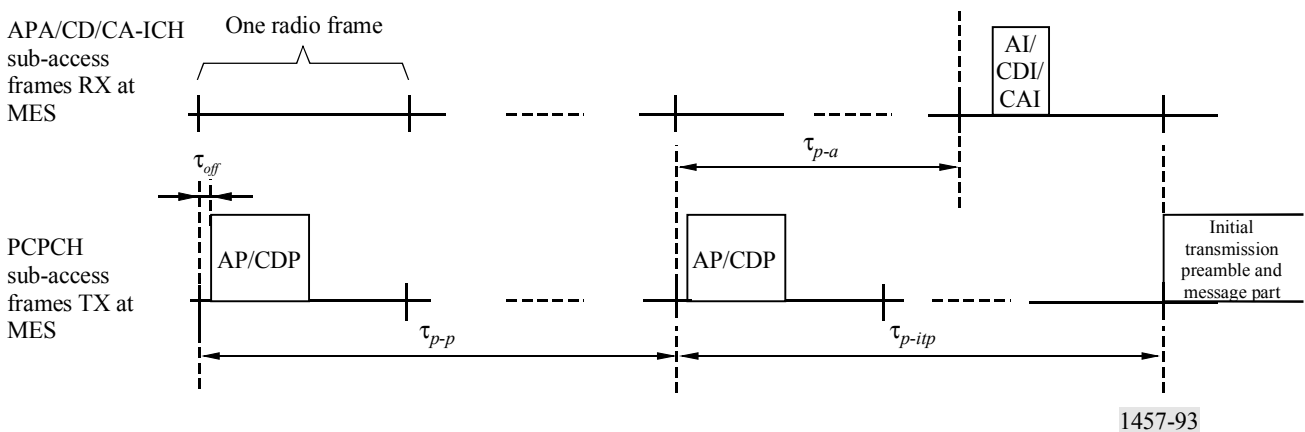 APA/CD/CA-ICH
sub-access
frames RX at
MES
One radio frame
AI/
CDI/
CAI
τp-a
τoff
PCPCH
sub-access
frames TX at
MES
AP/CDP
AP/CDP
Initial
transmission
preamble and
message part
τp-p
τp-itp
1457-93